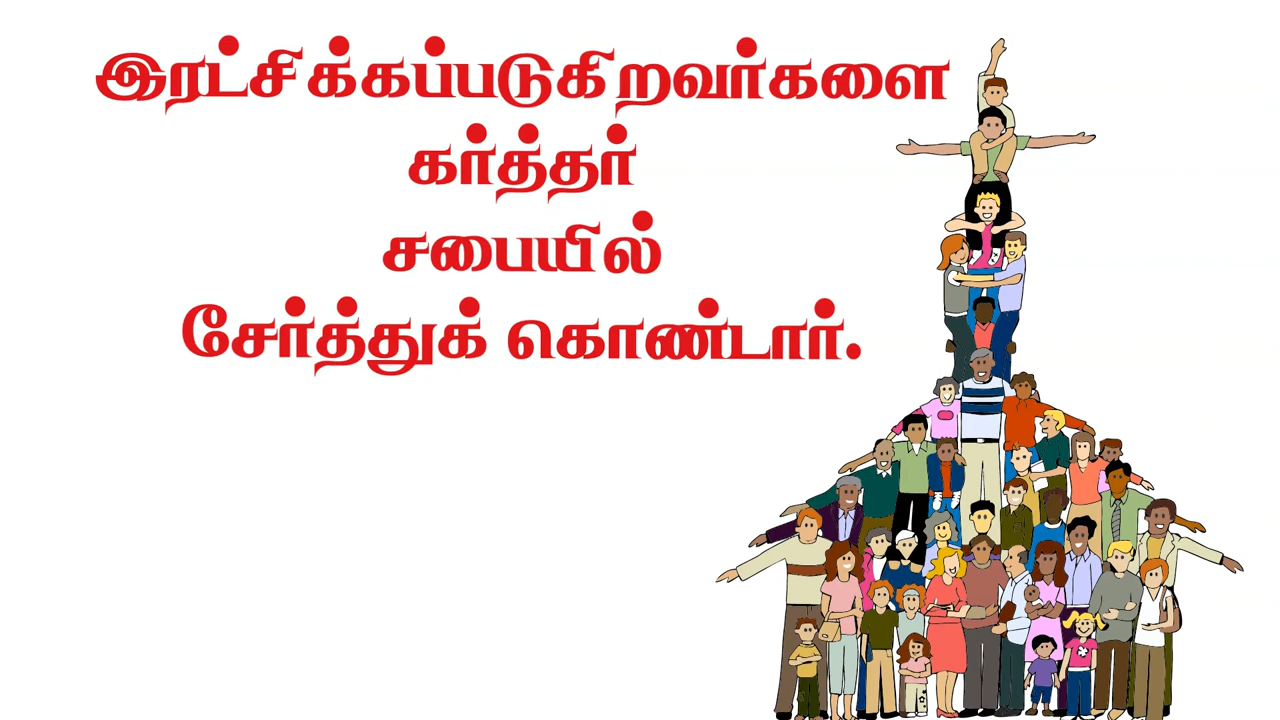 இரட்சிக்கப்படுகிறவர்களை
கர்த்தர்
சபையில்
சேர்த்துக் கொண்டார்.